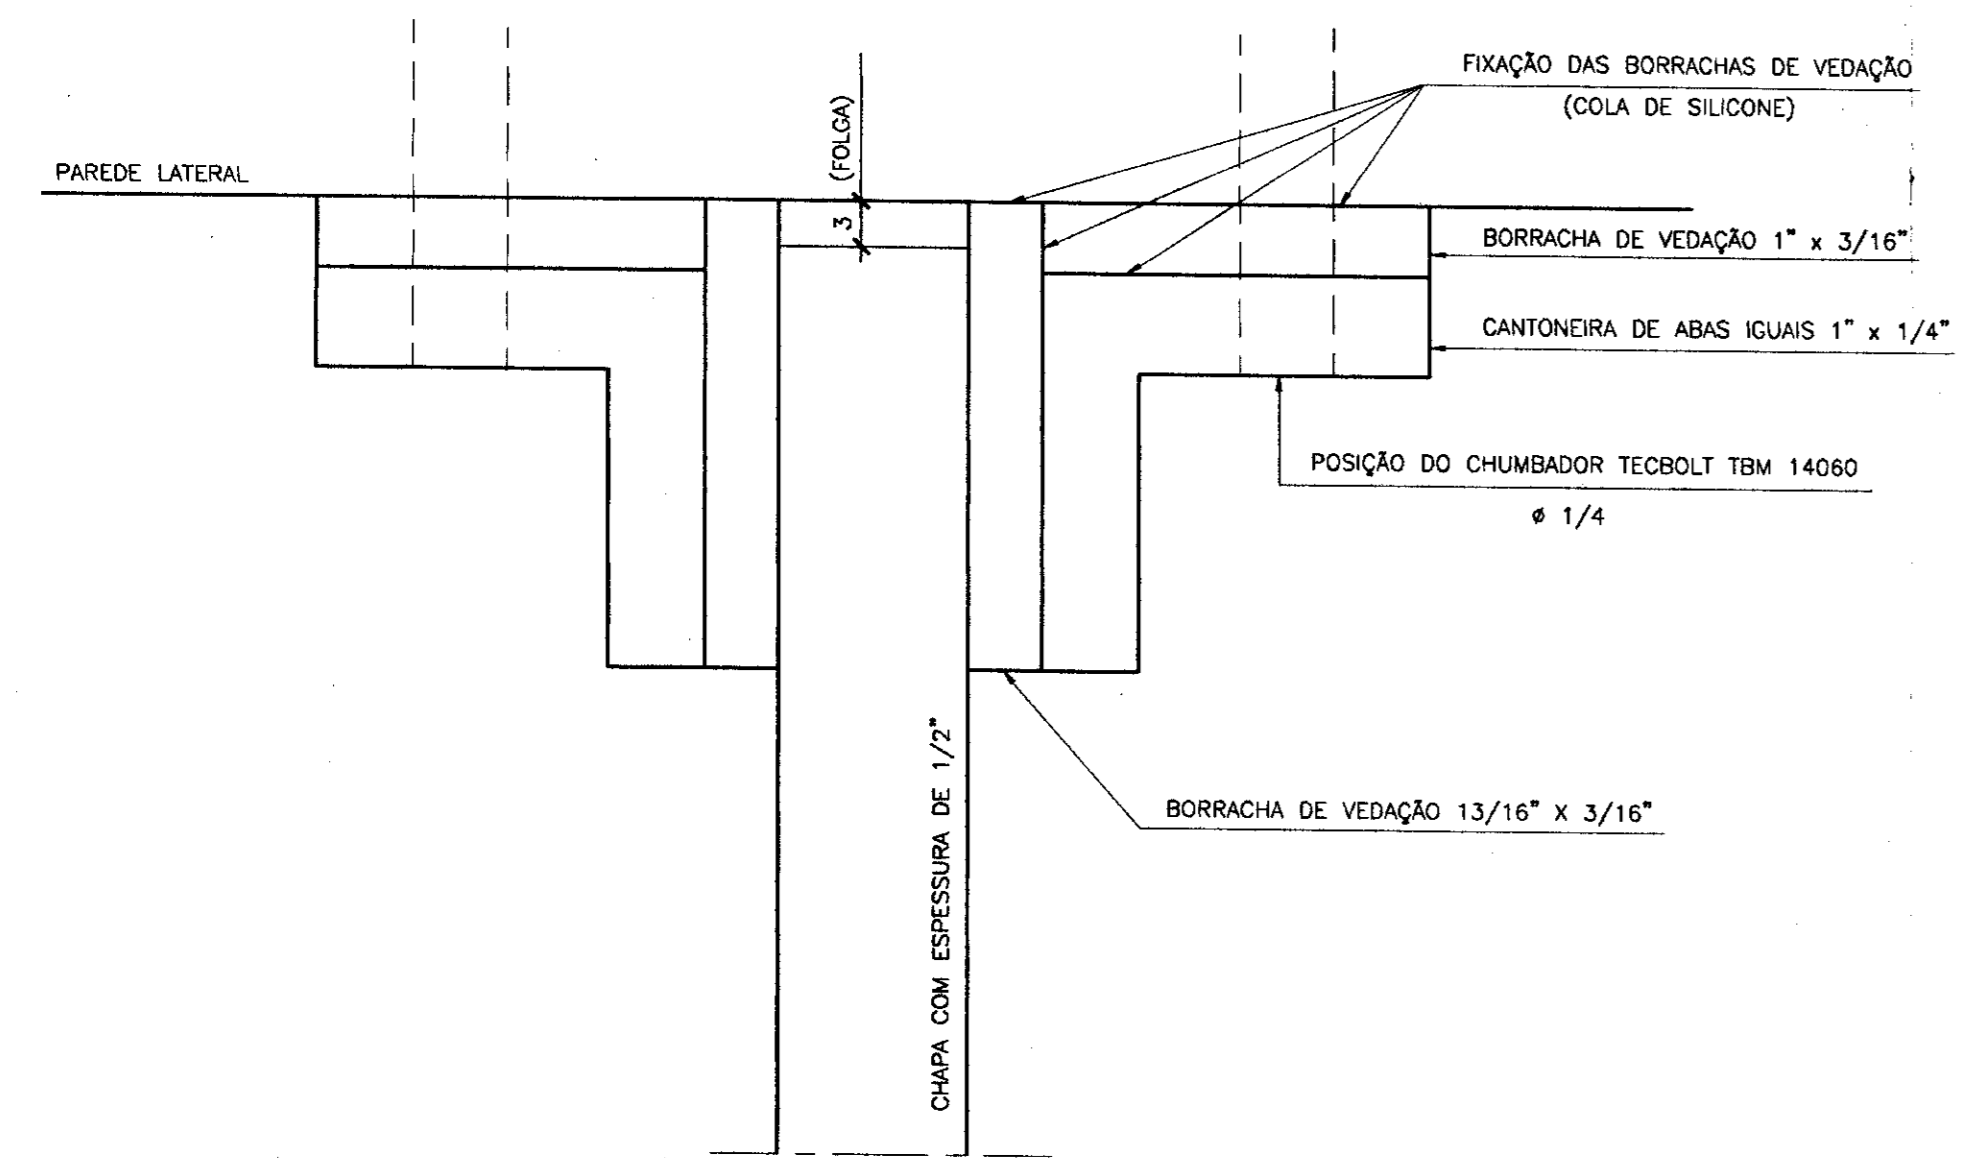 FIXAÇÃO DAS BORRACHAS DE VEDAÇÃO
(COLA DE SILICONE)
PAREDE LATERAL
3 (FOLGA)
BORRACHA DE VEDAÇÃO 1" x 3/16"
CANTONEIRA DE ABAS IGUAIS 1" x 1/4"
POSIÇÃO DO CHUMBADOR TECBOLT TBM 14060
ø 1/4
BORRACHA DE VEDAÇÃO 13/16" X 3/16"
CHAPA COM ESPESSURA DE 1/2"